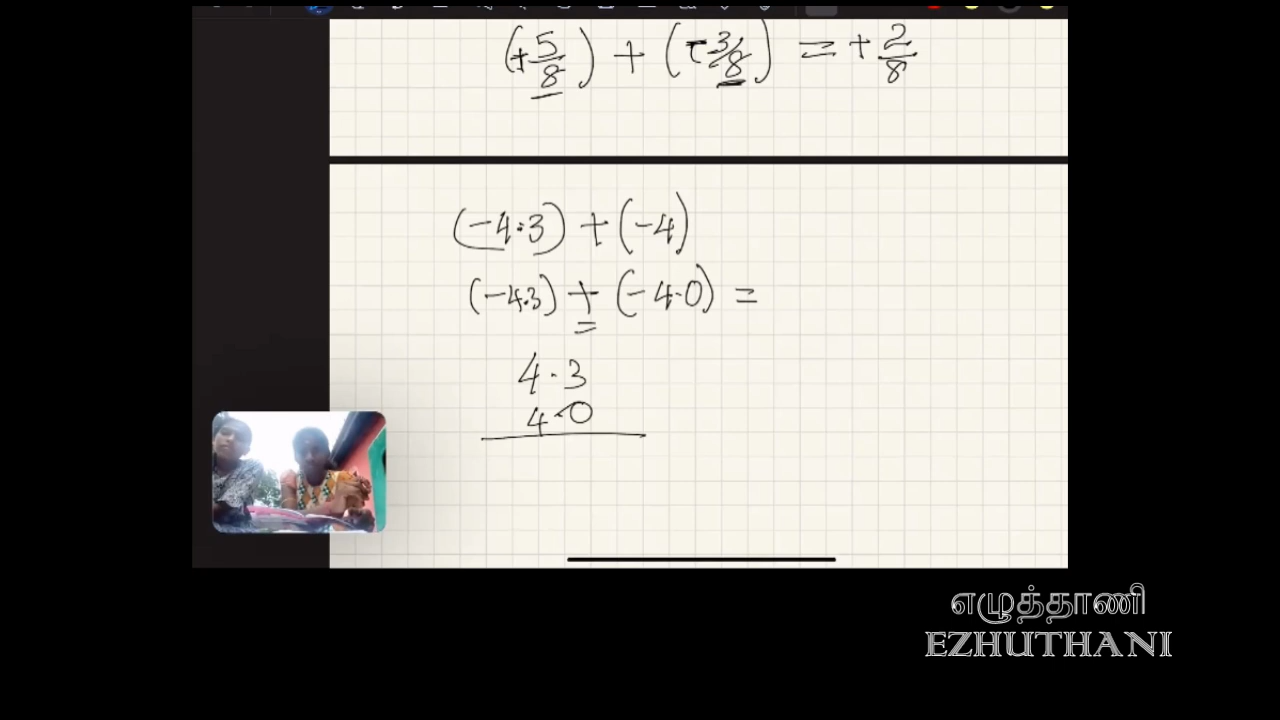 (+5/8) + (-3/8) = +2/8
(-4.3) + (-4)
(-4.3) + (-4.0) =
4.3
4.0
எழுத்தாணி
EZHUTHANI